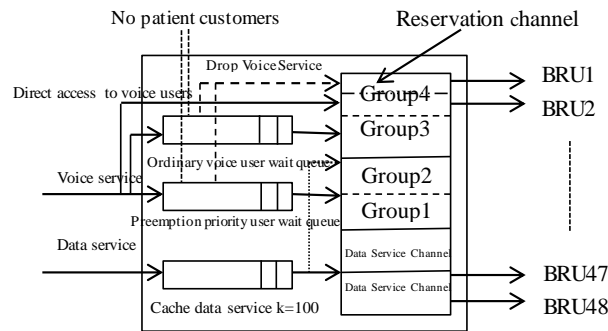 No patient customers
Reservation channel
Drop Voice Service
BRU1
Direct access to voice users
Group4
BRU2
Group3
Ordinary voice user wait queue
Voice service
Group2
Group1
Preemption priority user wait queue
Data service
Data Service Channel
BRU47
Data Service Channel
Cache data service k=100
BRU48